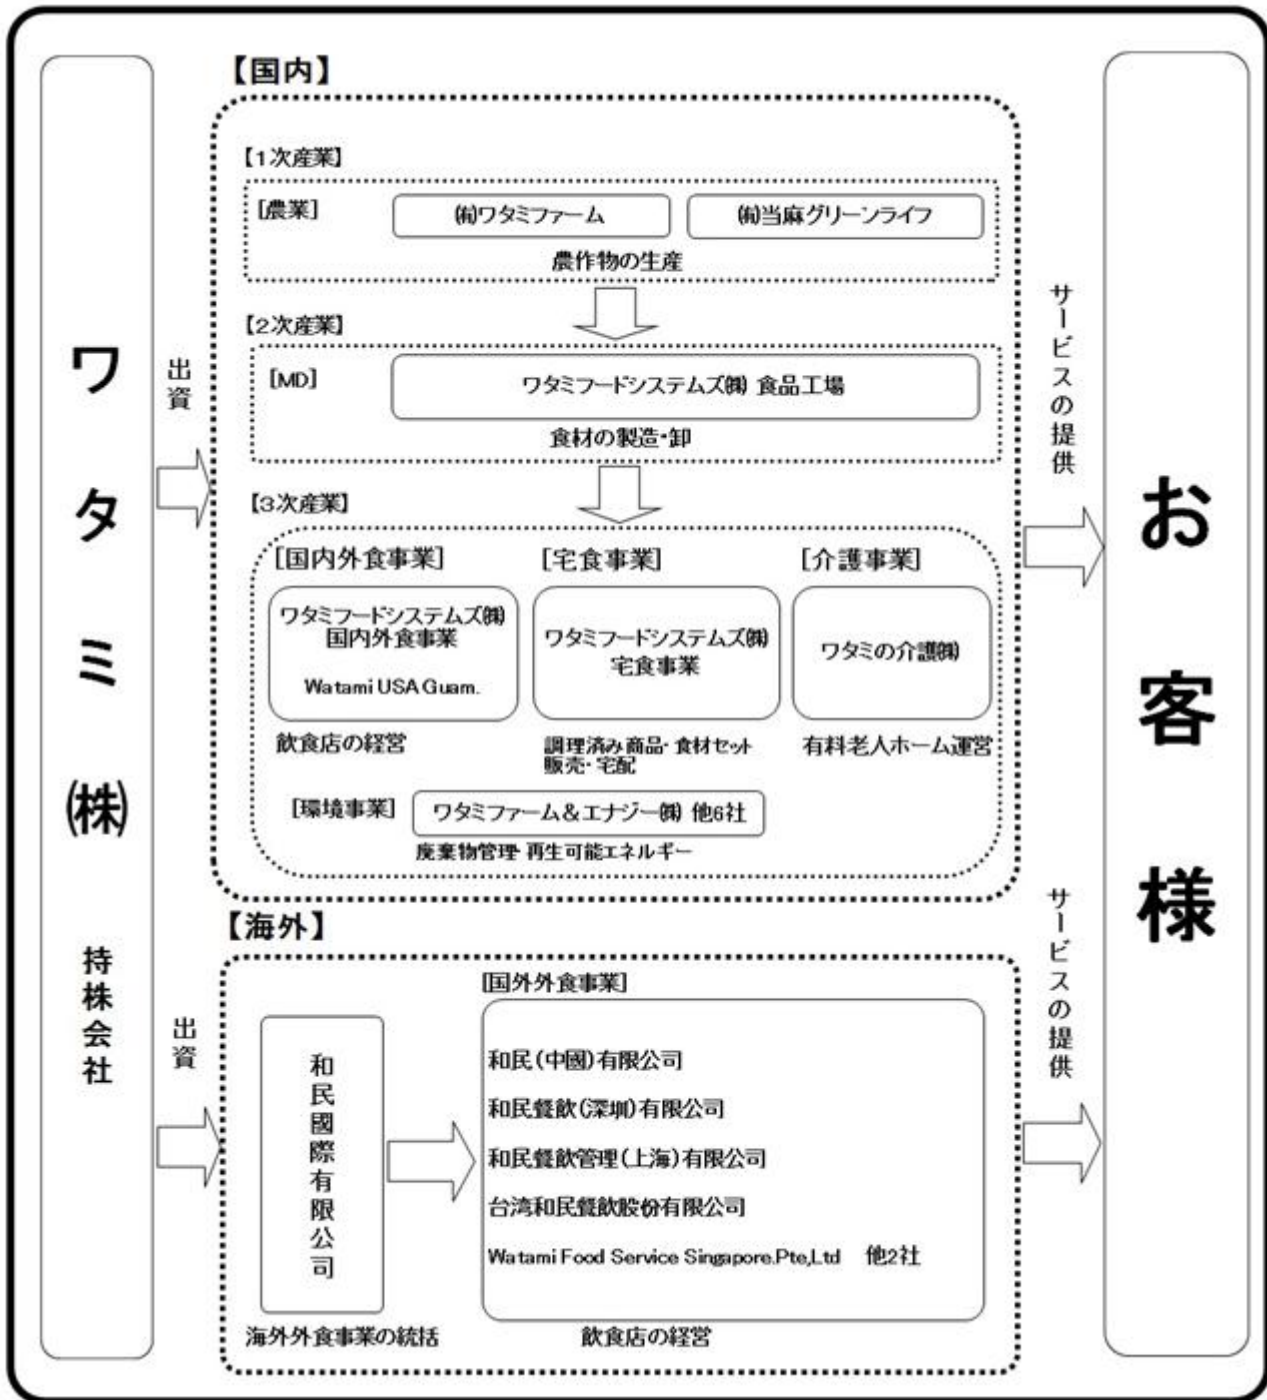 ワタミ㈱
持株会社
出資
【国内】
【1次産業】
[農業]
㈲ワタミファーム
㈲当麻グリーンライフ
農作物の生産
【2次産業】
[MD]
ワタミフードシステムズ㈱ 食品工場
食材の製造・卸
【3次産業】
[国内外食事業]
ワタミフードシステムズ㈱
国内外食事業
Watami USA Guam.
飲食店の経営
[宅食事業]
ワタミフードシステムズ㈱
宅食事業
調理済み商品・食材セット
販売・宅配
[介護事業]
ワタミの介護㈱
有料老人ホーム運営
[環境事業]
ワタミファーム＆エナジー㈱ 他6社
廃棄物管理・再生可能エネルギー
サービスの提供
出資
【海外】
和民國際有限公司
海外外食事業の統括
[国外外食事業]
和民(中國)有限公司
和民餐飲(深圳)有限公司
和民餐飲管理(上海)有限公司
台湾和民餐飲股份有限公司
Watami Food Service Singapore.Pte,Ltd 他2社
飲食店の経営
サービスの提供
お客様